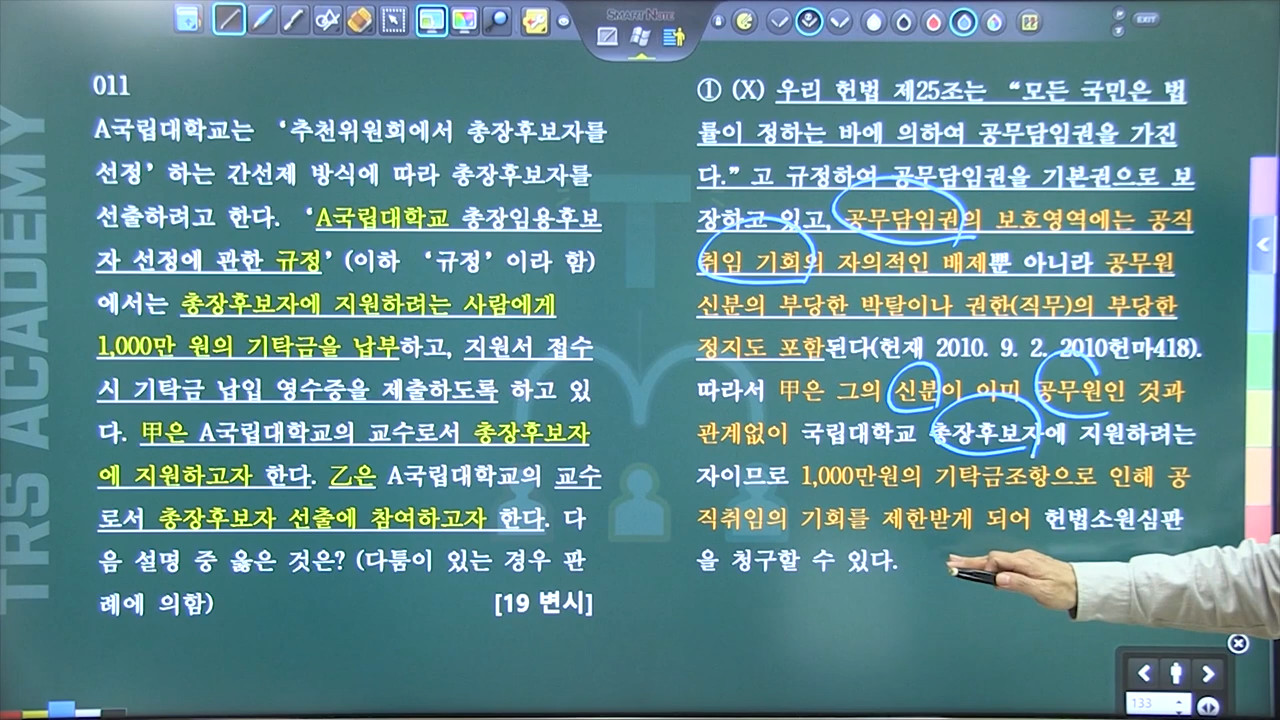 SMART NOTE
EXIT
011
A국립대학교는 ‘추천위원회에서 총장후보자를
선정’ 하는 간선제 방식에 따라 총장후보자를
선출하려고 한다. ‘A국립대학교 총장임용후보
자 선정에 관한 규정’ (이하 ‘규정’ 이라 함)
에서는 총장후보자에 지원하려는 사람에게
1,000만 원의 기탁금을 납부하고, 지원서 접수
시 기탁금 납입 영수증을 제출하도록 하고 있
다. 甲은 A국립대학교의 교수로서 총장후보자
에 지원하고자 한다. 乙은 A국립대학교의 교수
로서 총장후보자 선출에 참여하고자 한다. 다
음 설명 중 옳은 것은? (다툼이 있는 경우 판
례에 의함)
[19 변시]
① (X) 우리 헌법 제25조는 “모든 국민은 법
률이 정하는 바에 의하여 공무담임권을 가진
다.” 고 규정하여 공무담임권을 기본권으로 보
장하고 있고, 공무담임권의 보호영역에는 공직
취임 기회의 자의적인 배제뿐 아니라 공무원
신분의 부당한 박탈이나 권한(직무)의 부당한
정지도 포함된다(헌재 2010. 9. 2. 2010헌마418).
따라서 甲은 그의 신분이 이미 공무원인 것과
관계없이 국립대학교 총장후보자에 지원하려는
자이므로 1,000만원의 기탁금조항으로 인해 공
직취임의 기회를 제한받게 되어 헌법소원심판
을 청구할 수 있다.
TRS ACADEMY
133